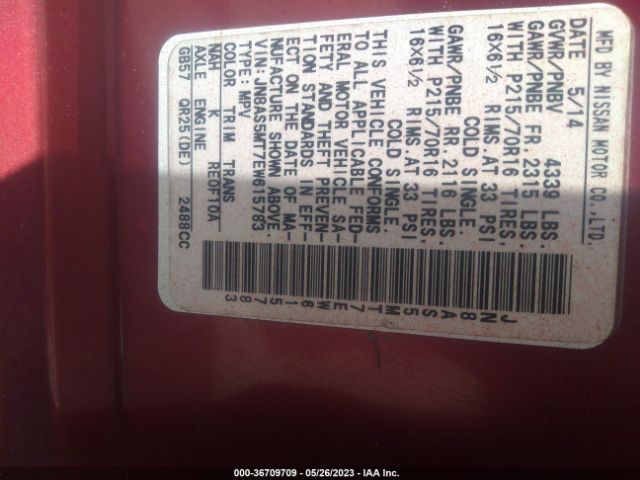 MFD BY NISSAN MOTOR CO.,LTD.
DATE 5/14
GVWR/PNBV 4339 LBS.
GAWR/PNBE FR. 2315 LBS.
WITH P215/70R16 TIRES,
16X6½ RIMS.AT 33 PSI
COLD SINGLE.
GAWR/PNBE RR. 2116 LBS.
WITH P215/70R16 TIRES,
16X6½ RIMS.AT 33 PSI
COLD SINGLE.
THIS VEHICLE CONFORMS
TO ALL APPLICABLE FED-
ERAL MOTOR VEHICLE SA-
FETY AND THEFT PREVEN-
TION STANDARDS IN EFF-
ECT ON THE DATE OF MA-
NUFACTURE SHOWN ABOVE.
VIN: JN8AS5MT7EW615783
TYPE: MPV
COLOR TRIM TRANS
NAH K RE0F10A
AXLE ENGINE
GB57 QR25(DE) 2488CC
JN8AS5MT7EW615783
000-36709709 - 05/26/2023 - IAA Inc.